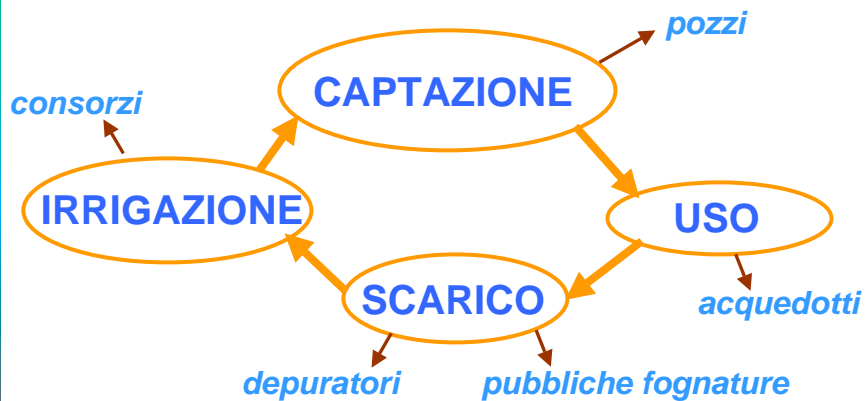 pozzi
CAPTAZIONE
consorzi
IRRIGAZIONE
USO
SCARICO
acquedotti
depuratori
pubbliche fognature